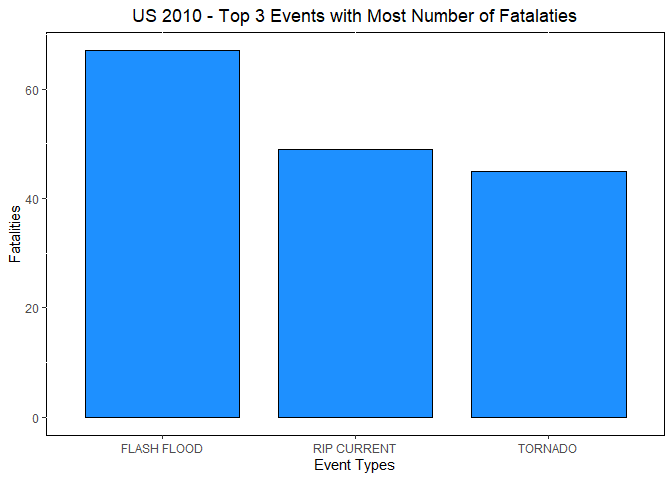 US 2010 - Top 3 Events with Most Number of Fatalaties
Fatalities
60
40
20
0
FLASH FLOOD
RIP CURRENT
TORNADO
Event Types